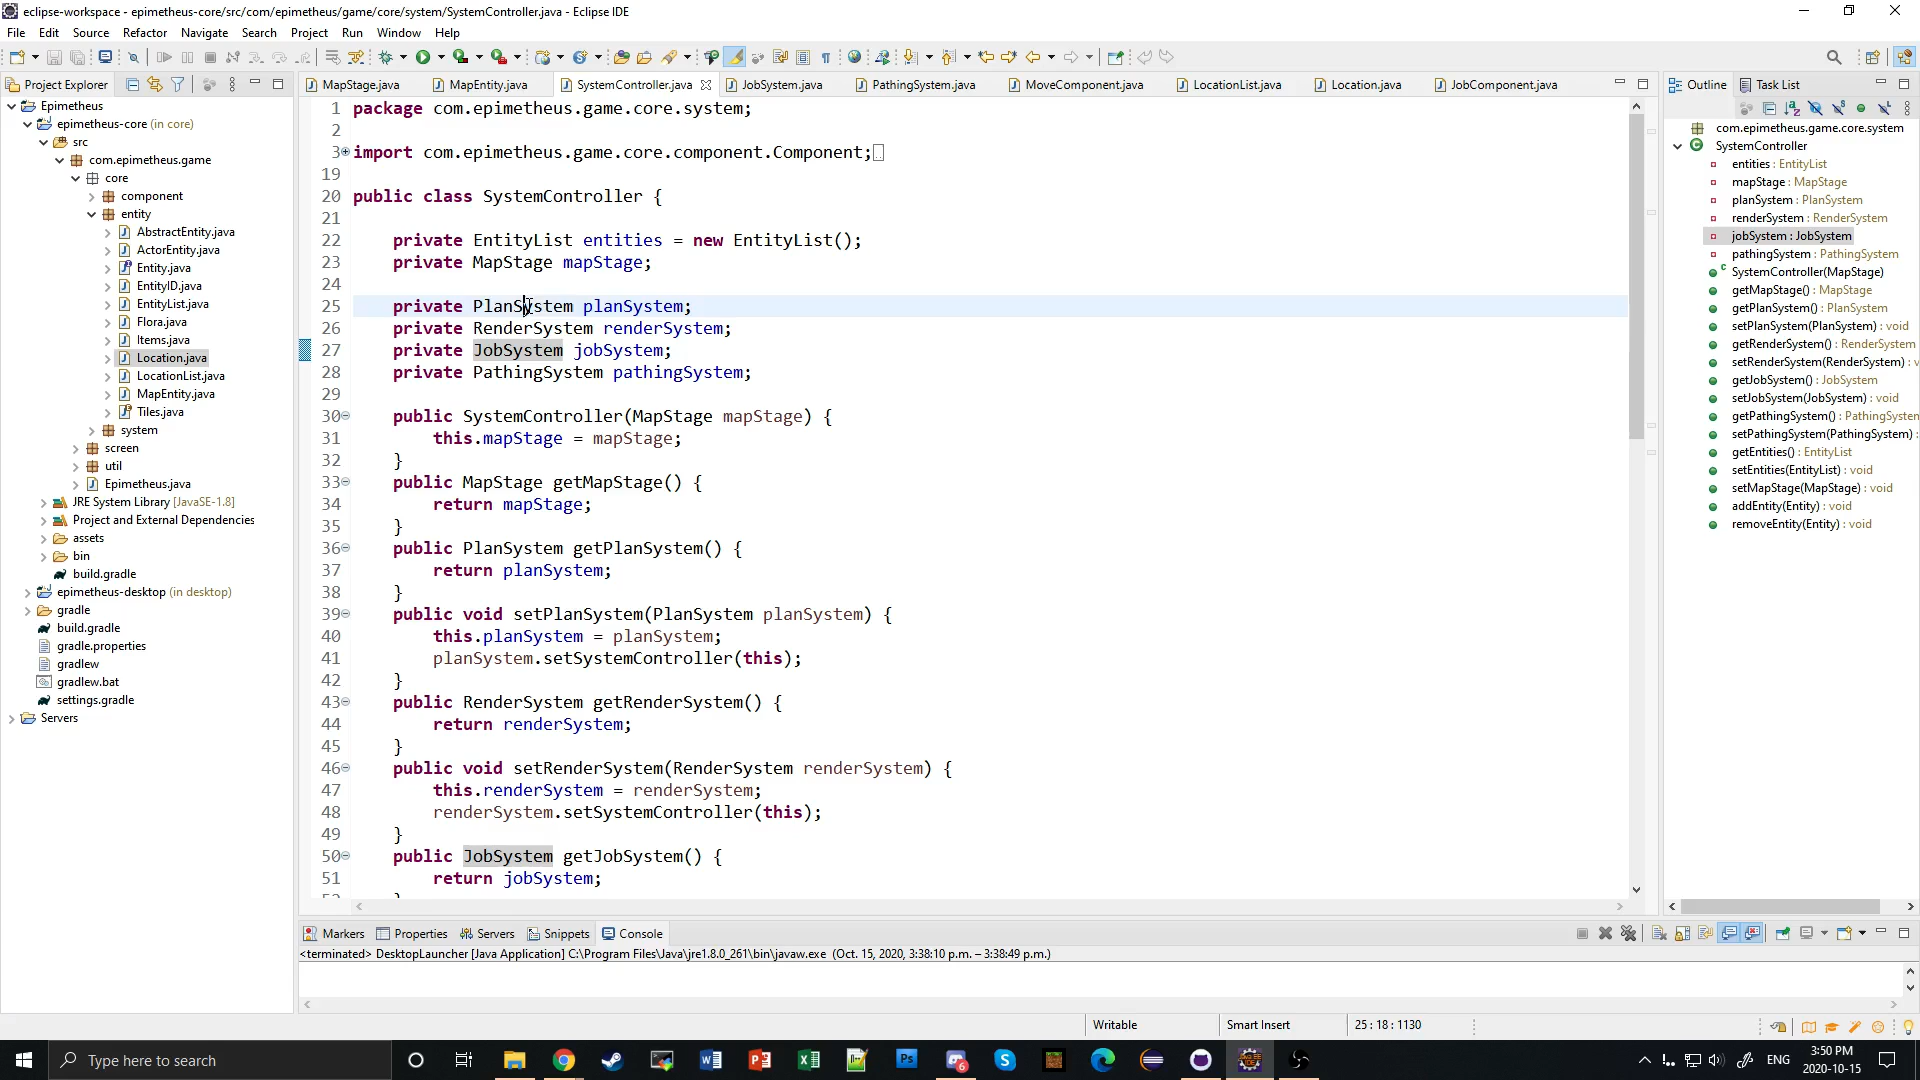 eclipse-workspace - epimetheus-core/src/com/epimetheus/game/core/system/SystemController.java - Eclipse IDE
File Edit Source Refactor Navigate Search Project Run Window Help
Project Explorer
MapStage.java MapEntity.java SystemController.java JobSystem.java PathingSystem.java MoveComponent.java LocationList.java Location.java JobComponent.java
Outline Task List
Epimetheus
epimetheus-core (in core)
src
com.epimetheus.game
core
component
entity
AbstractEntity.java
ActorEntity.java
Entity.java
EntityID.java
EntityList.java
Flora.java
Items.java
Location.java
LocationList.java
MapEntity.java
Tiles.java
system
screen
util
Epimetheus.java
JRE System Library [JavaSE-1.8]
Project and External Dependencies
assets
bin
build.gradle
epimetheus-desktop (in desktop)
gradle
build.gradle
gradle.properties
gradlew
gradlew.bat
settings.gradle
Servers
1 package com.epimetheus.game.core.system;
2
3 import com.epimetheus.game.core.component.Component;
19
20 public class SystemController {
21
22 private EntityList entities = new EntityList();
23 private MapStage mapStage;
24
25 private PlanSystem planSystem;
26 private RenderSystem renderSystem;
27 private JobSystem jobSystem;
28 private PathingSystem pathingSystem;
29
30 public SystemController(MapStage mapStage) {
31 this.mapStage = mapStage;
32 }
33 public MapStage getMapStage() {
34 return mapStage;
35 }
36 public PlanSystem getPlanSystem() {
37 return planSystem;
38 }
39 public void setPlanSystem(PlanSystem planSystem) {
40 this.planSystem = planSystem;
41 planSystem.setSystemController(this);
42 }
43 public RenderSystem getRenderSystem() {
44 return renderSystem;
45 }
46 public void setRenderSystem(RenderSystem renderSystem) {
47 this.renderSystem = renderSystem;
48 renderSystem.setSystemController(this);
49 }
50 public JobSystem getJobSystem() {
51 return jobSystem;
com.epimetheus.game.core.system
SystemController
entities : EntityList
mapStage : MapStage
planSystem : PlanSystem
renderSystem : RenderSystem
jobSystem : JobSystem
pathingSystem : PathingSystem
SystemController(MapStage)
getMapStage() : MapStage
getPlanSystem() : PlanSystem
setPlanSystem(PlanSystem) : void
getRenderSystem() : RenderSystem
setRenderSystem(RenderSystem) : v
getJobSystem() : JobSystem
setJobSystem(JobSystem) : void
getPathingSystem() : PathingSystem
setPathingSystem(PathingSystem) :
getEntities() : EntityList
setEntities(EntityList) : void
setMapStage(MapStage) : void
addEntity(Entity) : void
removeEntity(Entity) : void
Markers Properties Servers Snippets Console
<terminated> DesktopLauncher [Java Application] C:\Program Files\Java\jre1.8.0_261\bin\javaw.exe (Oct. 15, 2020, 3:38:10 p.m. – 3:38:49 p.m.)
Writable Smart Insert 25 : 18 : 1130
Type here to search
ENG
3:50 PM
2020-10-15